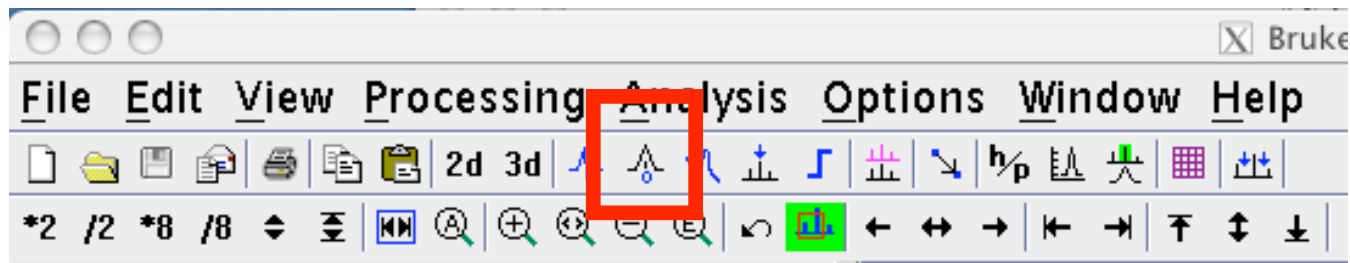 Bruke
File Edit View Processing Analysis Options Window Help
2d 3d h/p
*2 /2 *8 /8 A E